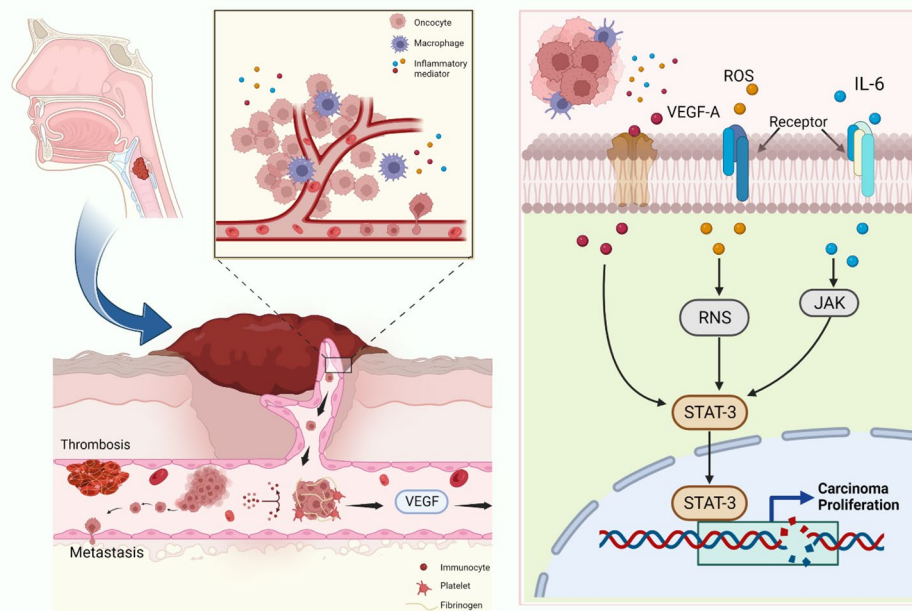 Oncocyte
Macrophage
Inflammatory
mediator
Thrombosis
VEGF
Metastasis
Immunocyte
Platelet
Fibrinogen
ROS
IL-6
VEGF-A
Receptor
RNS
JAK
STAT-3
STAT-3
Carcinoma
Proliferation